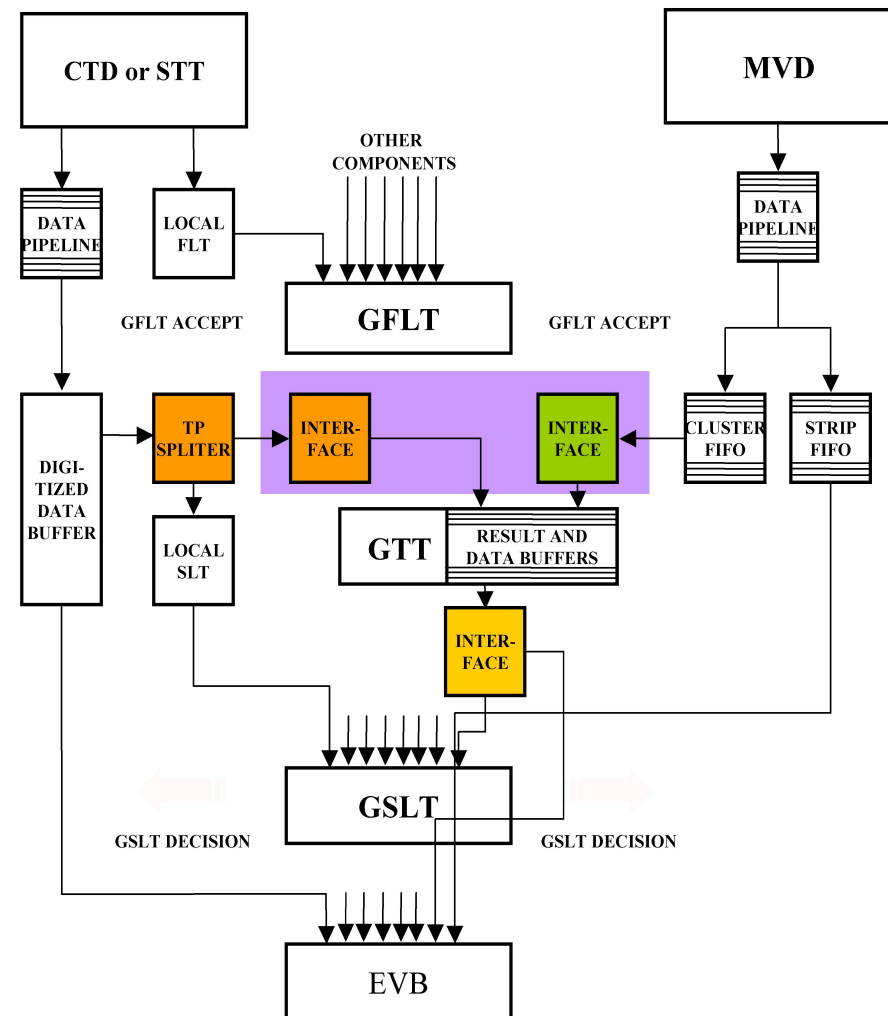 CTD or STT
MVD
OTHER
COMPONENTS
DATA
PIPELINE
LOCAL
FLT
DATA
PIPELINE
GFLT
GFLT ACCEPT
GFLT ACCEPT
DIGI-
TIZED
DATA
BUFFER
TP
SPLITER
INTER-
FACE
INTER-
FACE
CLUSTER
FIFO
STRIP
FIFO
LOCAL
SLT
GTT
RESULT AND
DATA BUFFERS
INTER-
FACE
GSLT
GSLT DECISION
GSLT DECISION
EVB